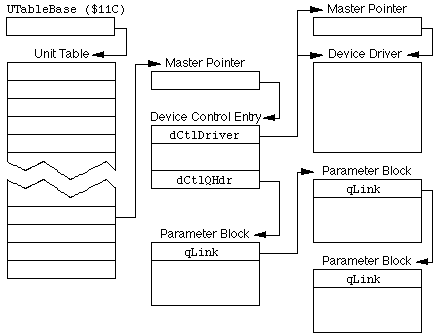 UTableBase ($11C)
Unit Table
Master Pointer
Device Control Entry
dCtlDriver
dCtlQHdr
Parameter Block
qLink
Master Pointer
Device Driver
Parameter Block
qLink
Parameter Block
qLink